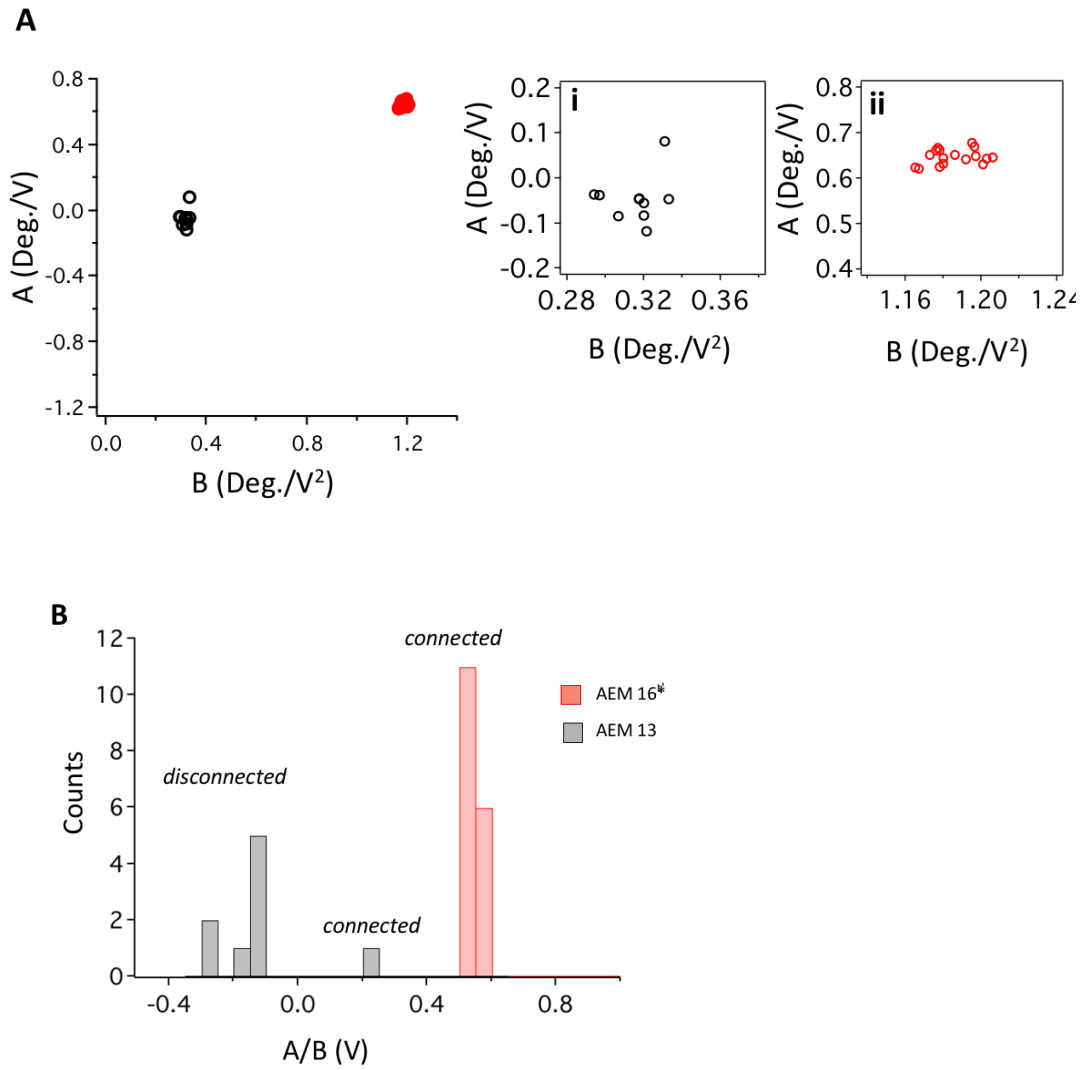 A
0.8
0.4
0.0
-0.4
-0.8
-1.2
A (Deg./V)
0.0 0.4 0.8 1.2
B (Deg./V²)
i
0.2
0.1
0.0
-0.1
-0.2
A (Deg./V)
0.28 0.32 0.36
B (Deg./V²)
ii
0.8
0.7
0.6
0.5
0.4
A (Deg./V)
1.16 1.20 1.24
B (Deg./V²)
B
12
10
8
6
4
2
0
Counts
connected
disconnected
connected
AEM 16
AEM 13
-0.4 0.0 0.4 0.8
A/B (V)